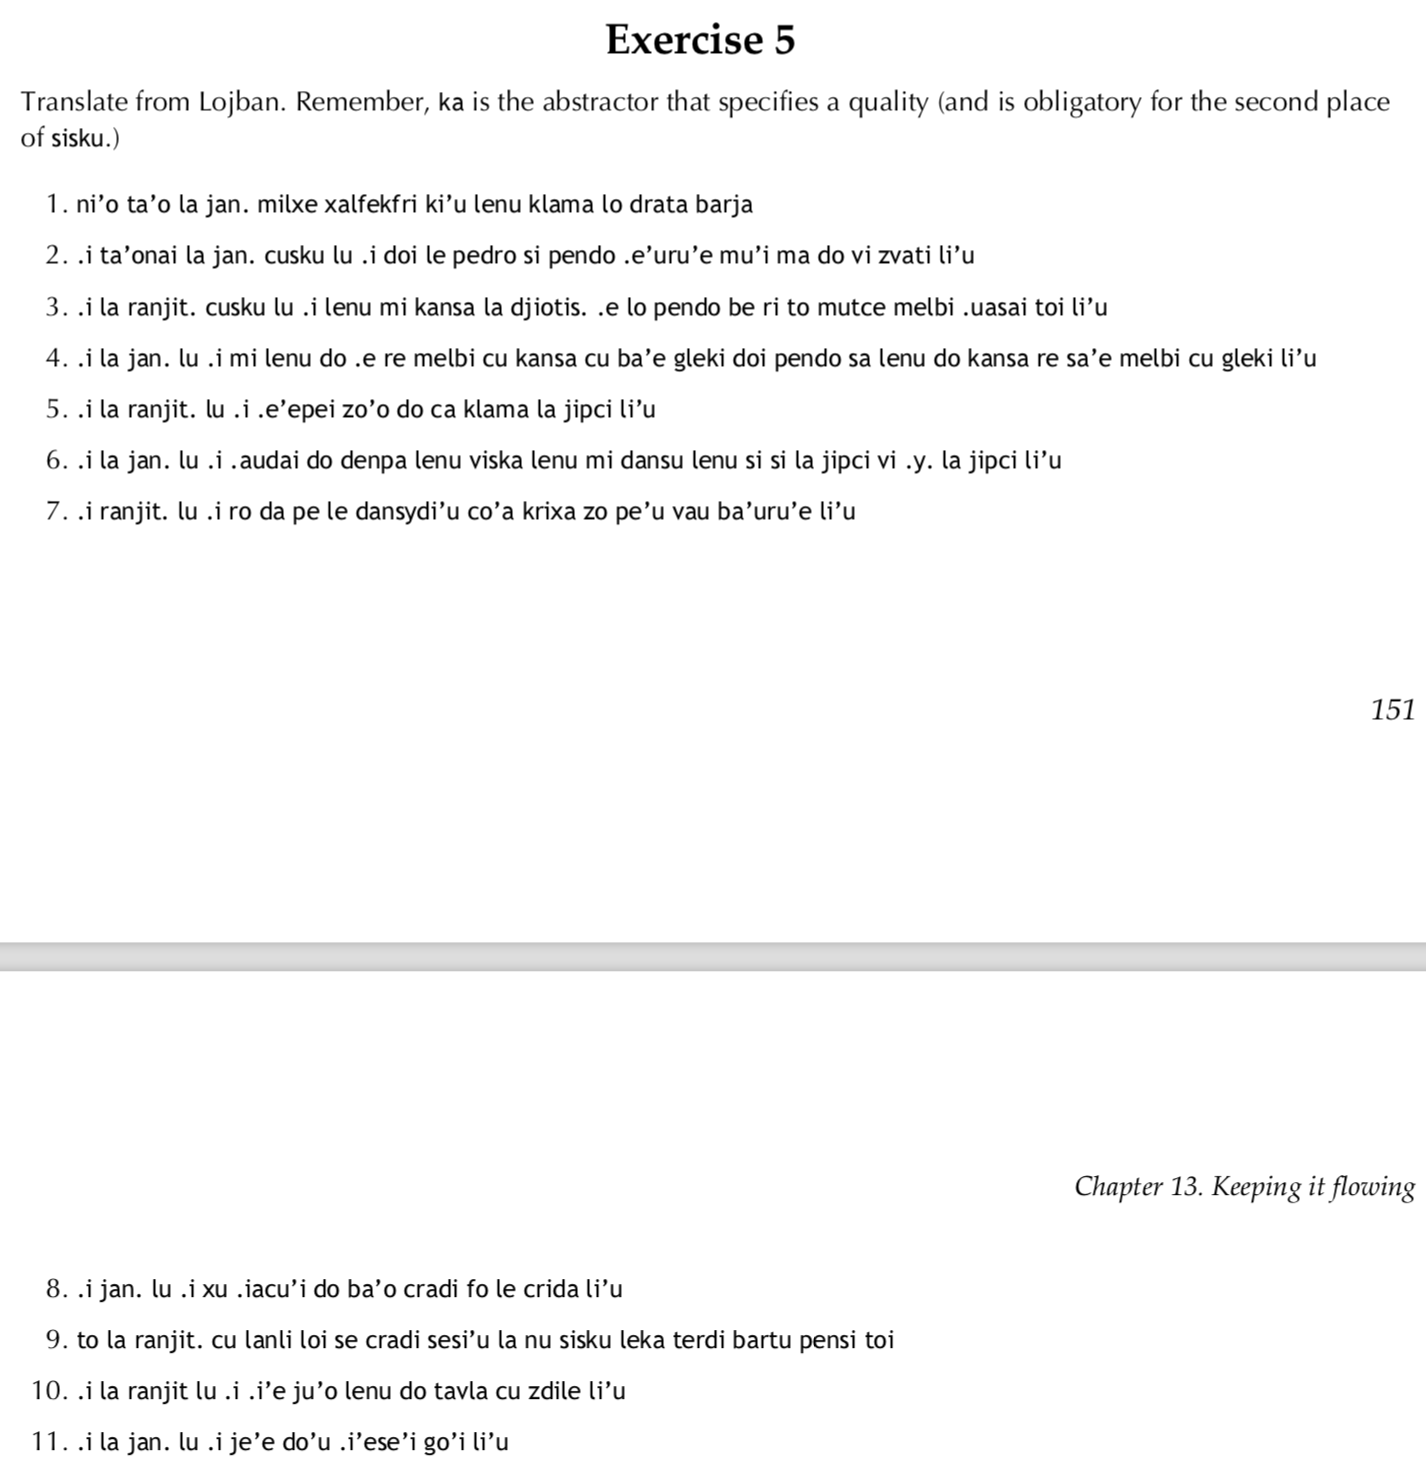 Exercise 5
Translate from Lojban. Remember, ka is the abstractor that specifies a quality (and is obligatory for the second place
of sisku.)
1. ni’o ta’o la jan. milxe xalfekfri ki’u lenu klama lo drata barja
2. .i ta’onai la jan. cusku lu .i doi le pedro si pendo .e’uru’e mu’i ma do vi zvati li’u
3. .i la ranjit. cusku lu .i lenu mi kansa la djiotis. .e lo pendo be ri to mutce melbi .uasai toi li’u
4. .i la jan. lu .i mi lenu do .e re melbi cu kansa cu ba’e gleki doi pendo sa lenu do kansa re sa’e melbi cu gleki li’u
5. .i la ranjit. lu .i .e’epei zo’o do ca klama la jipci li’u
6. .i la jan. lu .i .audai do denpa lenu viska lenu mi dansu lenu si si la jipci vi .y. la jipci li’u
7. .i ranjit. lu .i ro da pe le dansydi’u co’a krixa zo pe’u vau ba’uru’e li’u
151
Chapter 13. Keeping it flowing
8. .i jan. lu .i xu .iacu’i do ba’o cradi fo le crida li’u
9. to la ranjit. cu lanli loi se cradi sesi’u la nu sisku leka terdi bartu pensi toi
10. .i la ranjit lu .i .i’e ju’o lenu do tavla cu zdile li’u
11. .i la jan. lu .i je’e do’u .i’ese’i go’i li’u